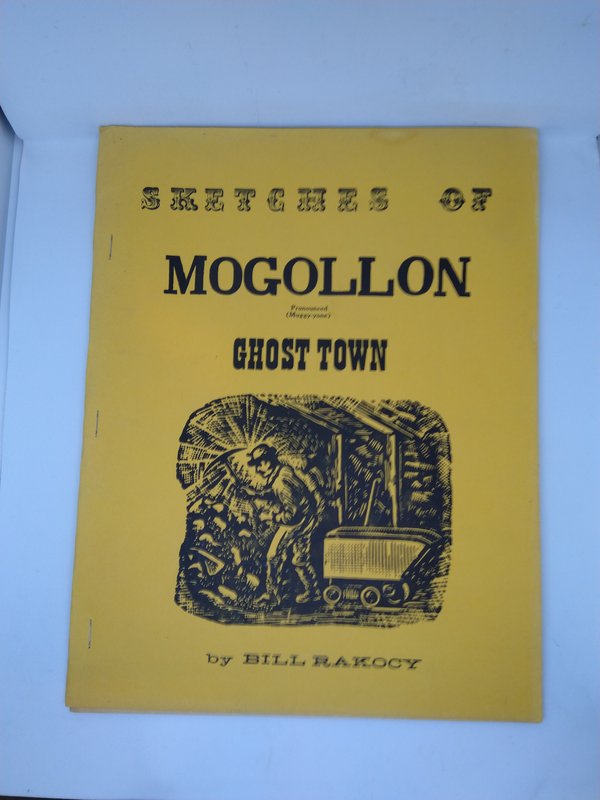 SKETCHES OF
MOGOLLON
Pronounced
(Muggy-yone)
GHOST TOWN
by BILL RAKOCY